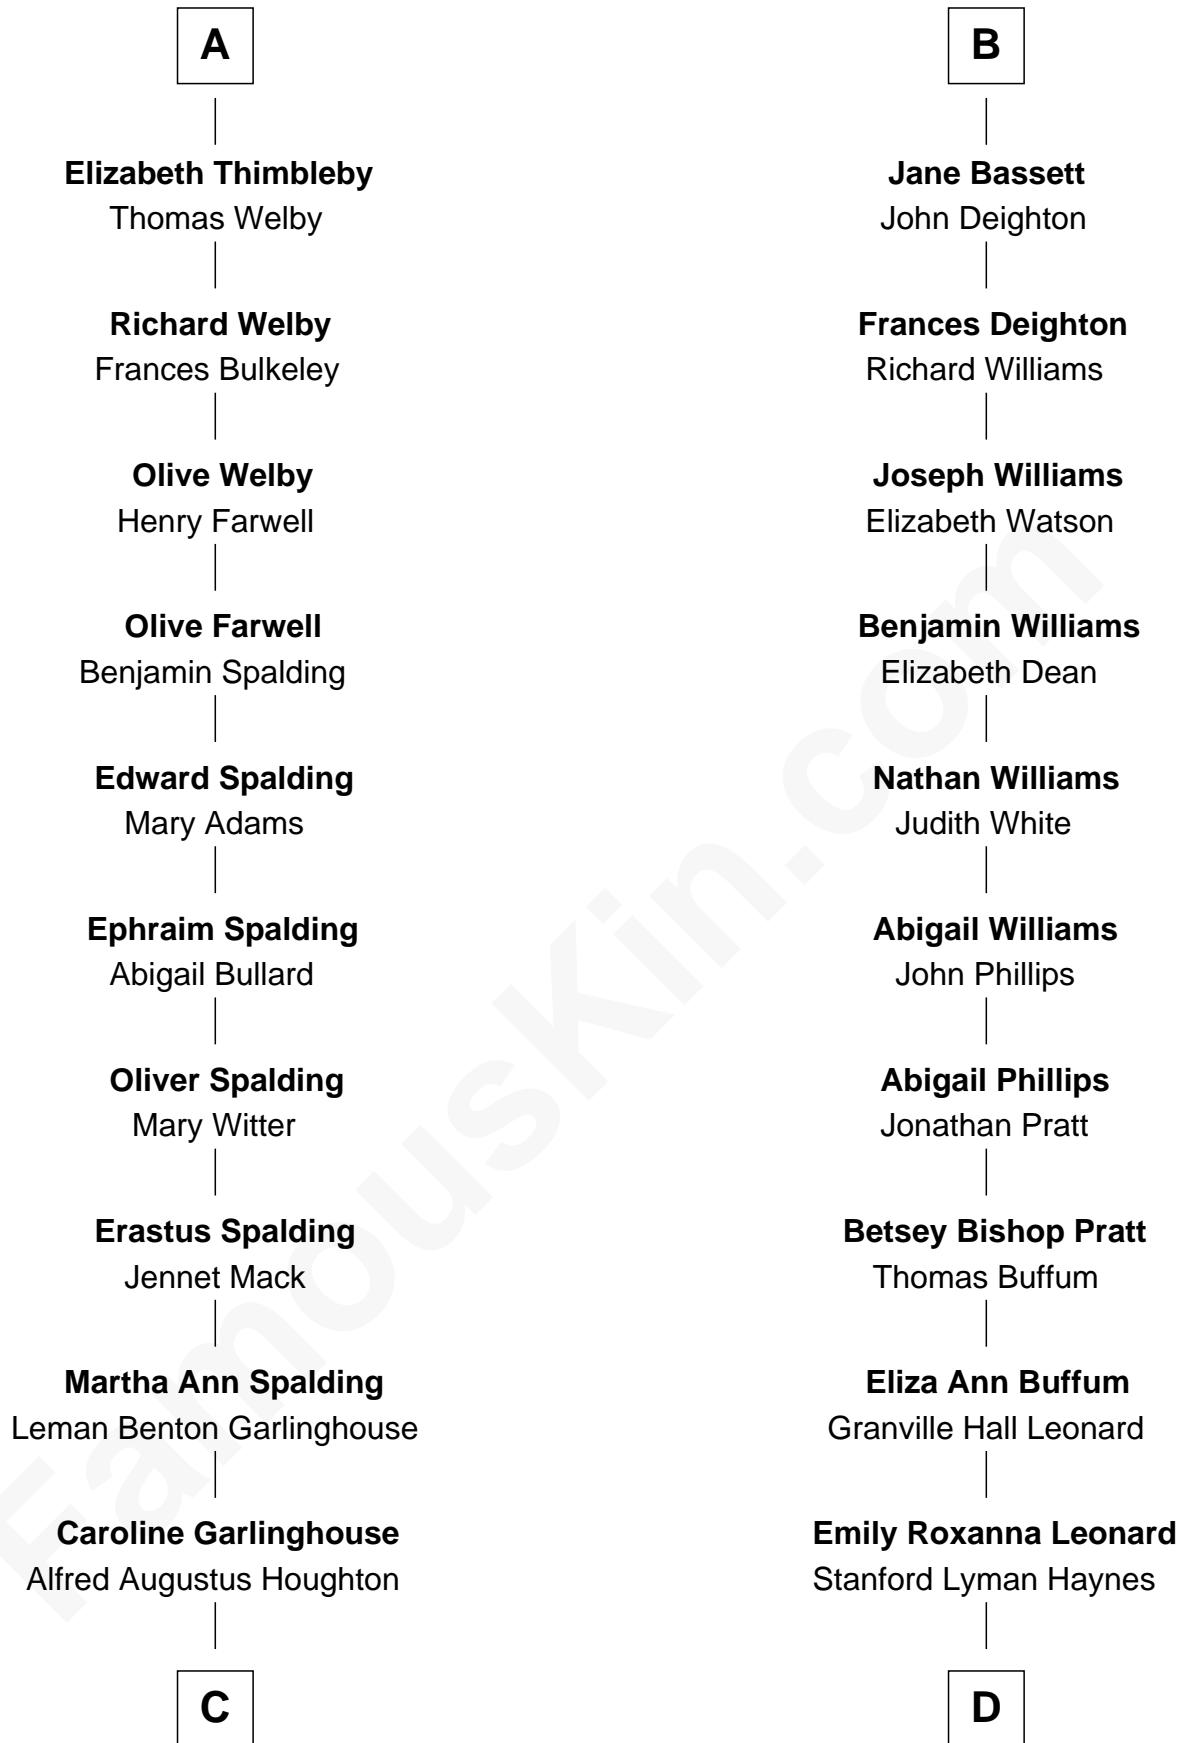 A
Elizabeth Thimbleby
Thomas Welby
Richard Welby
Frances Bulkeley
Olive Welby
Henry Farwell
Olive Farwell
Benjamin Spalding
Edward Spalding
Mary Adams
Ephraim Spalding
Abigail Bullard
Oliver Spalding
Mary Witter
Erastus Spalding
Jennet Mack
Martha Ann Spalding
Leman Benton Garlinghouse
Caroline Garlinghouse
Alfred Augustus Houghton
C
B
Jane Bassett
John Deighton
Frances Deighton
Richard Williams
Joseph Williams
Elizabeth Watson
Benjamin Williams
Elizabeth Dean
Nathan Williams
Judith White
Abigail Williams
John Phillips
Abigail Phillips
Jonathan Pratt
Betsey Bishop Pratt
Thomas Buffum
Eliza Ann Buffum
Granville Hall Leonard
Emily Roxanna Leonard
Stanford Lyman Haynes
D
FamousKin.com